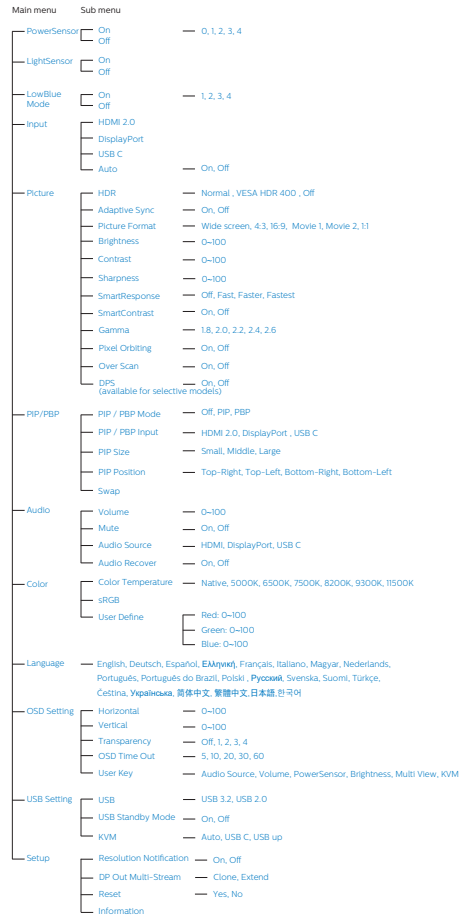 Main menu Sub menu
PowerSensor On 0, 1, 2, 3, 4
Off
LightSensor On
Off
LowBlue Mode On 1, 2, 3, 4
Off
Input HDMI 2.0
DisplayPort
USB C
Auto On, Off
Picture HDR Normal , VESA HDR 400 , Off
Adaptive Sync On, Off
Picture Format Wide screen, 4:3, 16:9, Movie 1, Movie 2, 1:1
Brightness 0~100
Contrast 0~100
Sharpness 0~100
SmartResponse Off, Fast, Faster, Fastest
SmartContrast On, Off
Gamma 1.8, 2.0, 2.2, 2.4, 2.6
Pixel Orbiting On, Off
Over Scan On, Off
DPS On, Off
(available for selective models)
PIP/PBP PIP / PBP Mode Off, PIP, PBP
PIP / PBP Input HDMI 2.0, DisplayPort , USB C
PIP Size Small, Middle, Large
PIP Position Top-Right, Top-Left, Bottom-Right, Bottom-Left
Swap
Audio Volume 0~100
Mute On, Off
Audio Source HDMI, DisplayPort, USB C
Audio Recover On, Off
Color Color Temperature Native, 5000K, 6500K, 7500K, 8200K, 9300K, 11500K
sRGB
User Define Red: 0~100
Green: 0~100
Blue: 0~100
Language English, Deutsch, Español, Ελληνική, Français, Italiano, Magyar, Nederlands,
Português, Português do Brazil, Polski , Русский, Svenska, Suomi, Türkçe,
Čeština, Українська, 简体中文, 繁體中文,日本語,한국어
OSD Setting Horizontal 0~100
Vertical 0~100
Transparency Off, 1, 2, 3, 4
OSD Time Out 5, 10, 20, 30, 60
User Key Audio Source, Volume, PowerSensor, Brightness, Multi View, KVM
USB Setting USB USB 3.2, USB 2.0
USB Standby Mode On, Off
KVM Auto, USB C, USB up
Setup Resolution Notification On, Off
DP Out Multi-Stream Clone, Extend
Reset Yes, No
Information